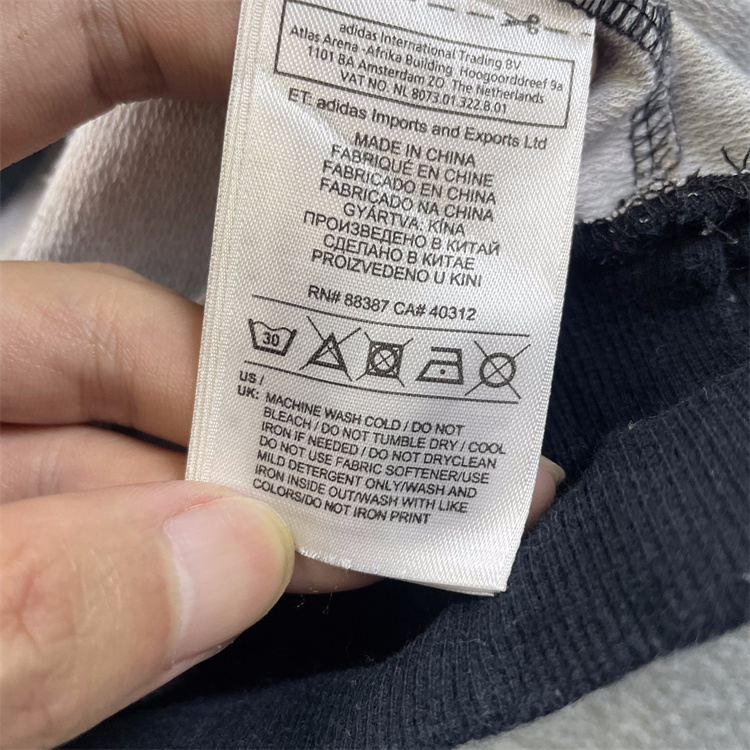 adidas International Trading BV
Atlas Arena -Afrika Building, Hoogoorddreef 9a
1101 BA Amsterdam ZO The Netherlands
VAT NO. NL 8073.01.322.B.01
ET: adidas Imports and Exports Ltd
MADE IN CHINA
FABRIQUÉ EN CHINE
FABRICADO EN CHINA
FABRICADO NA CHINA
GYÁRTVA: KÍNA
ПРОИЗВЕДЕНО В КИТАЙ
СДЕЛАНО В КИТАЕ
PROIZVEDENO U KINI
RN# 88387 CA# 40312
30
US /
UK: MACHINE WASH COLD / DO NOT
BLEACH / DO NOT TUMBLE DRY / COOL
IRON IF NEEDED / DO NOT DRYCLEAN
DO NOT USE FABRIC SOFTENER/USE
MILD DETERGENT ONLY/WASH AND
IRON INSIDE OUT/WASH WITH LIKE
COLORS/DO NOT IRON PRINT